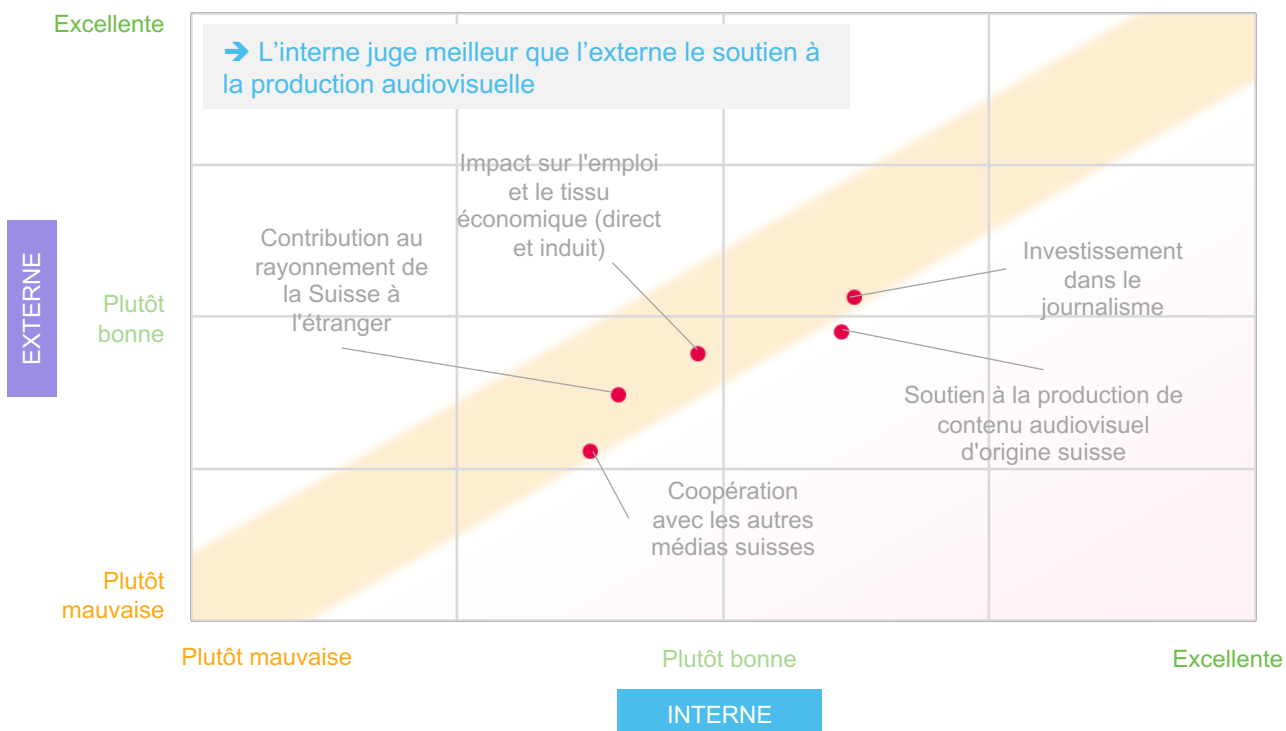 Excellente
➔ L'interne juge meilleur que l'externe le soutien à
la production audiovisuelle
Impact sur l'emploi
et le tissu
économique (direct
et induit)
Contribution au
rayonnement de
la Suisse à
l'étranger
Investissement
dans le
journalisme
EXTERNE
Plutôt
bonne
Soutien à la production de
contenu audiovisuel
d'origine suisse
Coopération
avec les autres
médias suisses
Plutôt
mauvaise
Plutôt mauvaise
Plutôt bonne
Excellente
INTERNE